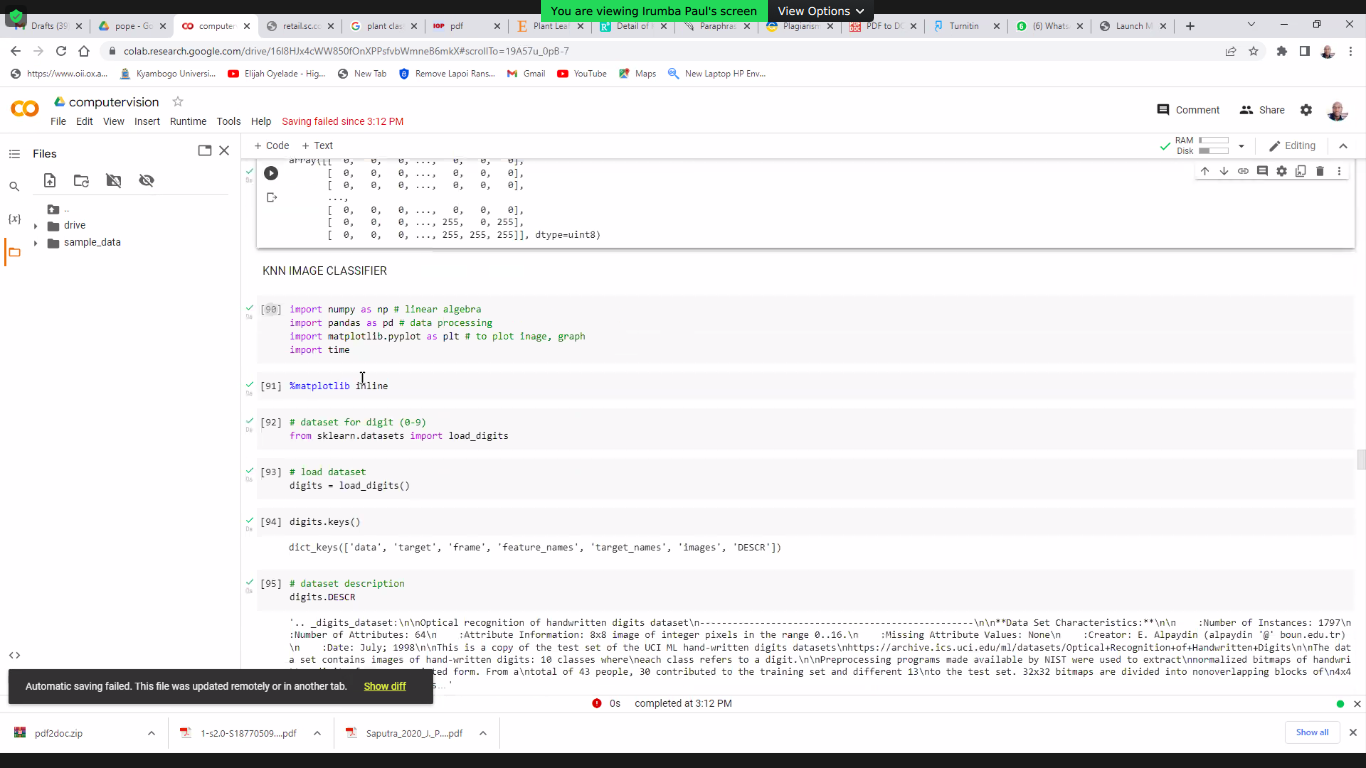 You are viewing Irumba Paul's screen
View Options
Drafts (39
pope - G
computer
retail.sc.c
plant clas
pdf
Plant Leal
Detail of
Paraphras
Plagiarism
PDF to DC
Turnitin
(6) Whats
Launch M
colab.research.google.com/drive/16I8HJx4cWW850fOnXPPsfvbWmneB6mkX#scrollTo=19A57u_0pB-7
https://www.oii.ox.a...
Kyambogo Universi...
Elijah Oyelade - Hig...
New Tab
Remove Lapoi Rans...
Gmail
YouTube
Maps
New Laptop HP Env...
computervision
Comment
Share
File Edit View Insert Runtime Tools Help Saving failed since 3:12 PM
Files
+ Code + Text
RAM
Disk
Editing
array([[ 0, 0, 0, ..., 0, 0, 0],
[ 0, 0, 0, ..., 0, 0, 0],
[ 0, 0, 0, ..., 0, 0, 0],
...,
[ 0, 0, 0, ..., 0, 0, 0],
[ 0, 0, 0, ..., 255, 0, 255],
[ 0, 0, 0, ..., 255, 255, 255]], dtype=uint8)
0s
{x}
..
drive
sample_data
KNN IMAGE CLASSIFIER
[90] import numpy as np # linear algebra
import pandas as pd # data processing
import matplotlib.pyplot as plt # to plot image, graph
import time
0s
[91] %matplotlib inline
0s
[92] # dataset for digit (0-9)
from sklearn.datasets import load_digits
0s
[93] # load dataset
digits = load_digits()
0s
[94] digits.keys()
0s
dict_keys(['data', 'target', 'frame', 'feature_names', 'target_names', 'images', 'DESCR'])
[95] # dataset description
digits.DESCR
0s
'.. _digits_dataset:\n\nOptical recognition of handwritten digits dataset\n--------------------------------------------------\n\n**Data Set Characteristics:**\n\n :Number of Instances: 1797\n
:Number of Attributes: 64\n :Attribute Information: 8x8 image of integer pixels in the range 0..16.\n :Missing Attribute Values: None\n :Creator: E. Alpaydin (alpaydin '@' boun.edu.tr)
:Date: July; 1998\n\nThis is a copy of the test set of the UCI ML hand-written digits datasets\nhttps://archive.ics.uci.edu/ml/datasets/Optical+Recognition+of+Handwritten+Digits\n\nThe dat
a set contains images of hand-written digits: 10 classes where\neach class refers to a digit.\n\nPreprocessing programs made available by NIST were used to extract\nnormalized bitmaps of handwri
ted form. From a\ntotal of 43 people, 30 contributed to the training set and different 13\nto the test set. 32x32 bitmaps are divided into nonoverlapping blocks of\n4x4
Automatic saving failed. This file was updated remotely or in another tab. Show diff
0s completed at 3:12 PM
pdf2doc.zip
1-s2.0-S18770509....pdf
Saputra_2020_J._P....pdf
Show all